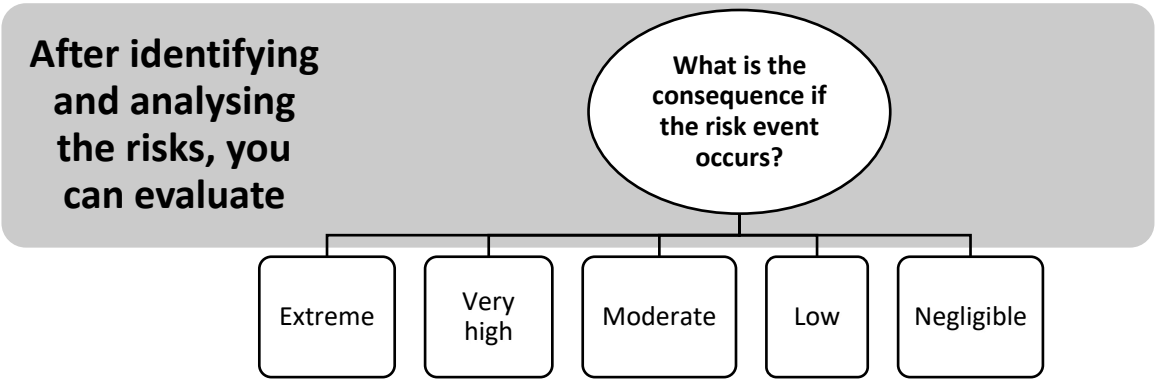 After identifying
and analysing
the risks, you
can evaluate
What is the
consequence if
the risk event
occurs?
Extreme
Very
high
Moderate
Low
Negligible